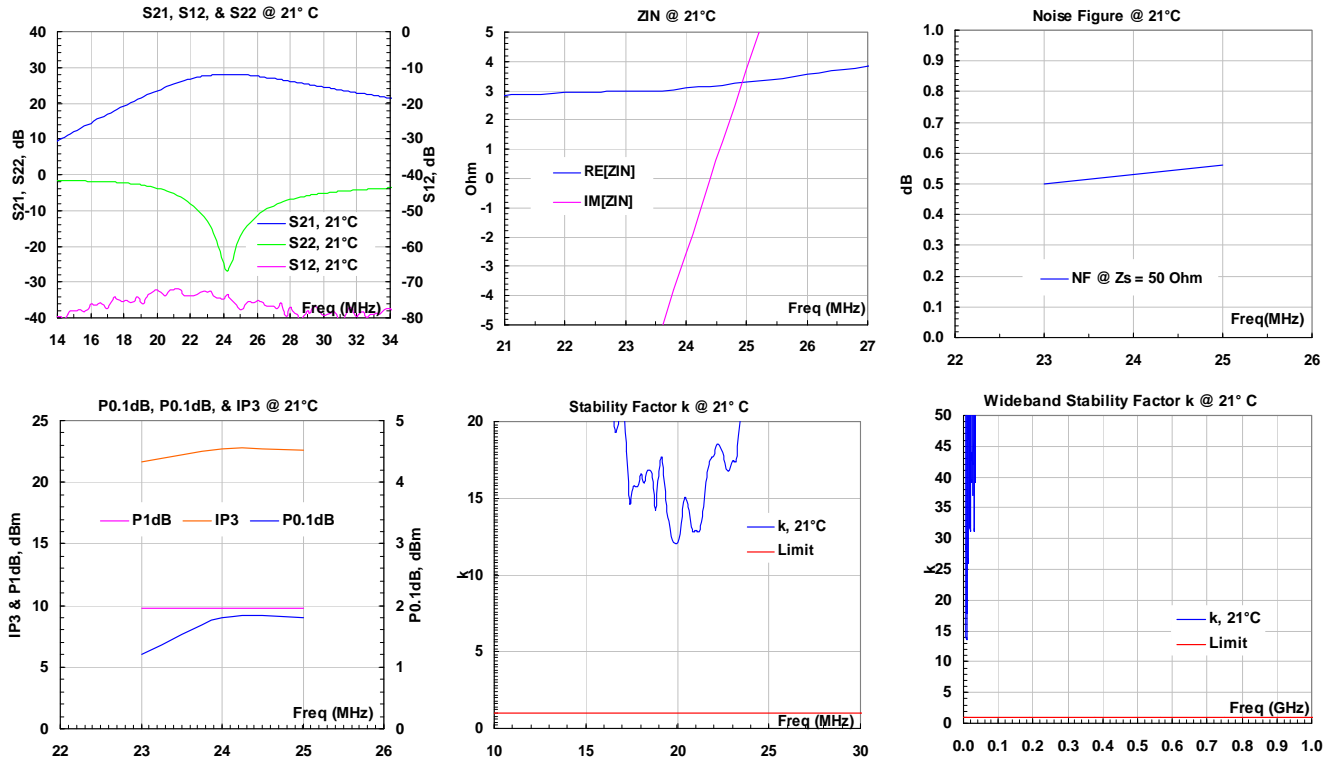 S21, S12, & S22 @ 21° C
S21, S22, dB
40
30
20
10
0
-10
-20
-30
-40
S12, dB
0
-10
-20
-30
-40
-50
-60
-70
-80
S21, 21°C
S22, 21°C
S12, 21°C
Freq (MHz)
14 16 18 20 22 24 26 28 30 32 34
ZIN @ 21°C
Ohm
5
4
3
2
1
0
-1
-2
-3
-4
-5
RE[ZIN]
IM[ZIN]
Freq (MHz)
21 22 23 24 25 26 27
Noise Figure @ 21°C
dB
1.0
0.9
0.8
0.7
0.6
0.5
0.4
0.3
0.2
0.1
0.0
NF @ Zs = 50 Ohm
Freq(MHz)
22 23 24 25 26
P0.1dB, P0.1dB, & IP3 @ 21°C
IP3 & P1dB, dBm
25
20
15
10
5
0
P0.1dB, dBm
5
4
3
2
1
0
P1dB IP3 P0.1dB
Freq (MHz)
22 23 24 25 26
Stability Factor k @ 21° C
k
20
15
10
5
0
k, 21°C
Limit
Freq (MHz)
10 15 20 25 30
Wideband Stability Factor k @ 21° C
k
50
45
40
35
30
25
20
15
10
5
0
k, 21°C
Limit
Freq (GHz)
0.0 0.1 0.2 0.3 0.4 0.5 0.6 0.7 0.8 0.9 1.0